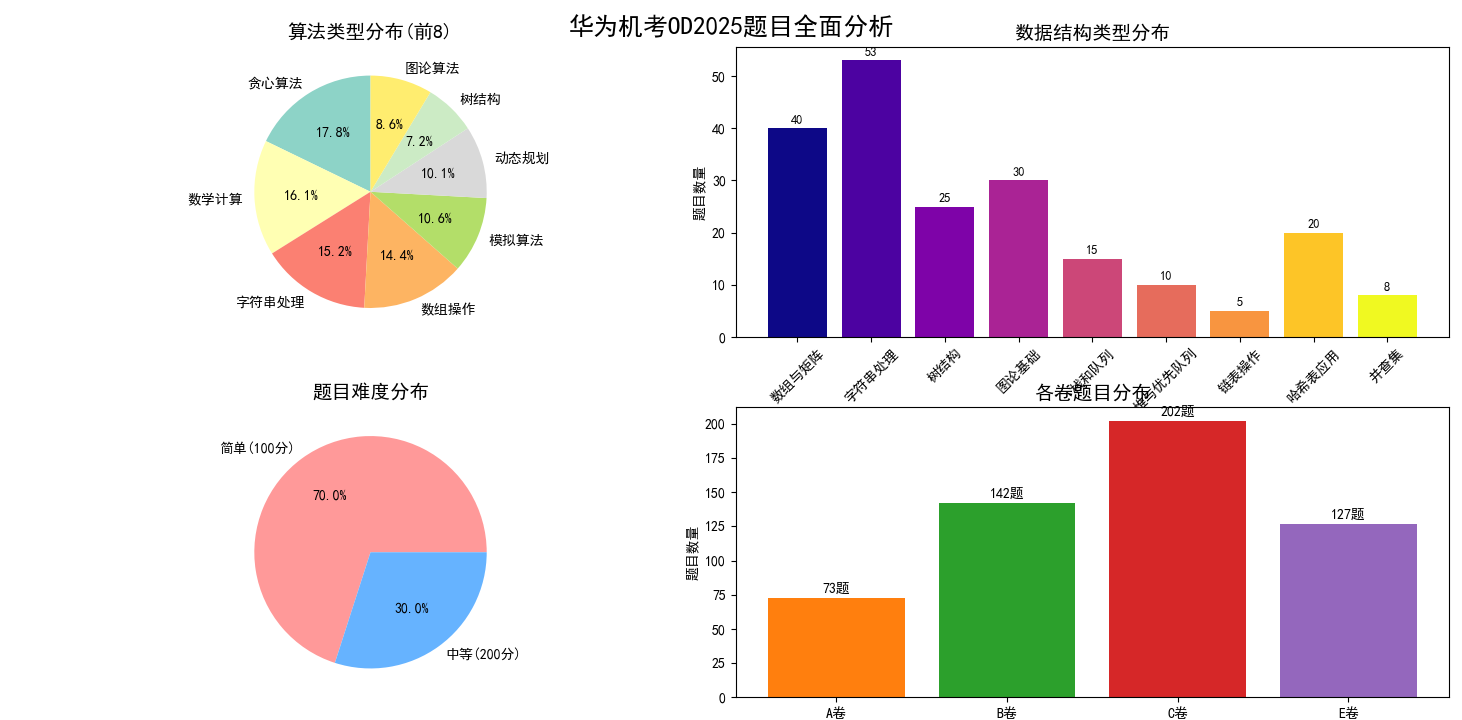 华为机考OD2025题目全面分析
算法类型分布(前8)
贪心算法
17.8%
数学计算
16.1%
字符串处理
15.2%
数组操作
14.4%
模拟算法
10.6%
动态规划
10.1%
树结构
7.2%
图论算法
8.6%
数据结构类型分布
题目数量
50
40
30
20
10
0
40
53
25
30
15
10
5
20
8
数组与矩阵
字符串处理
树结构
图论基础
和队列
堆与优先队列
链表操作
哈希表应用
并查集
题目难度分布
简单(100分)
70.0%
中等(200分)
30.0%
各卷题目分布
题目数量
200
175
150
125
100
75
50
25
0
73题
142题
202题
127题
A卷
B卷
C卷
E卷